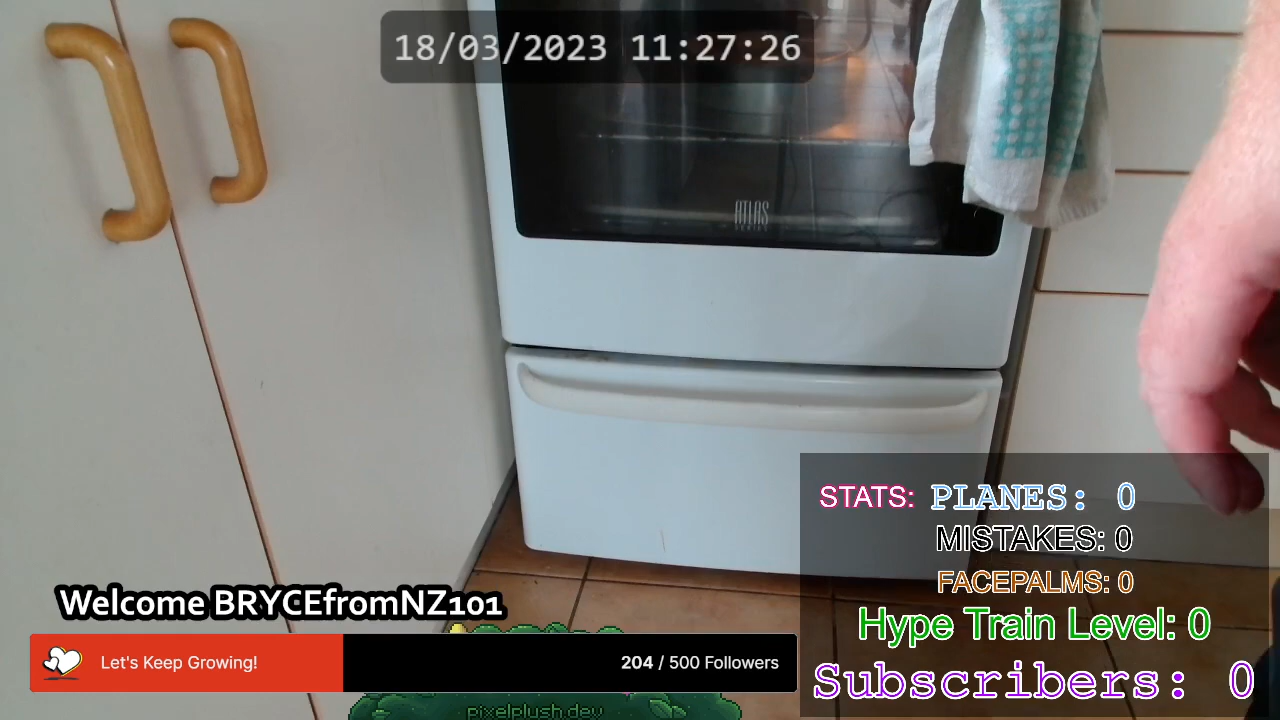 18/03/2023 11:27:26
ATLAS
STATS: PLANES: 0
MISTAKES: 0
FACEPALMS: 0
Hype Train Level: 0
Subscribers: 0
Welcome BRYCEfromNZ101
Let's Keep Growing!
204 / 500 Followers
pixelplush.dev